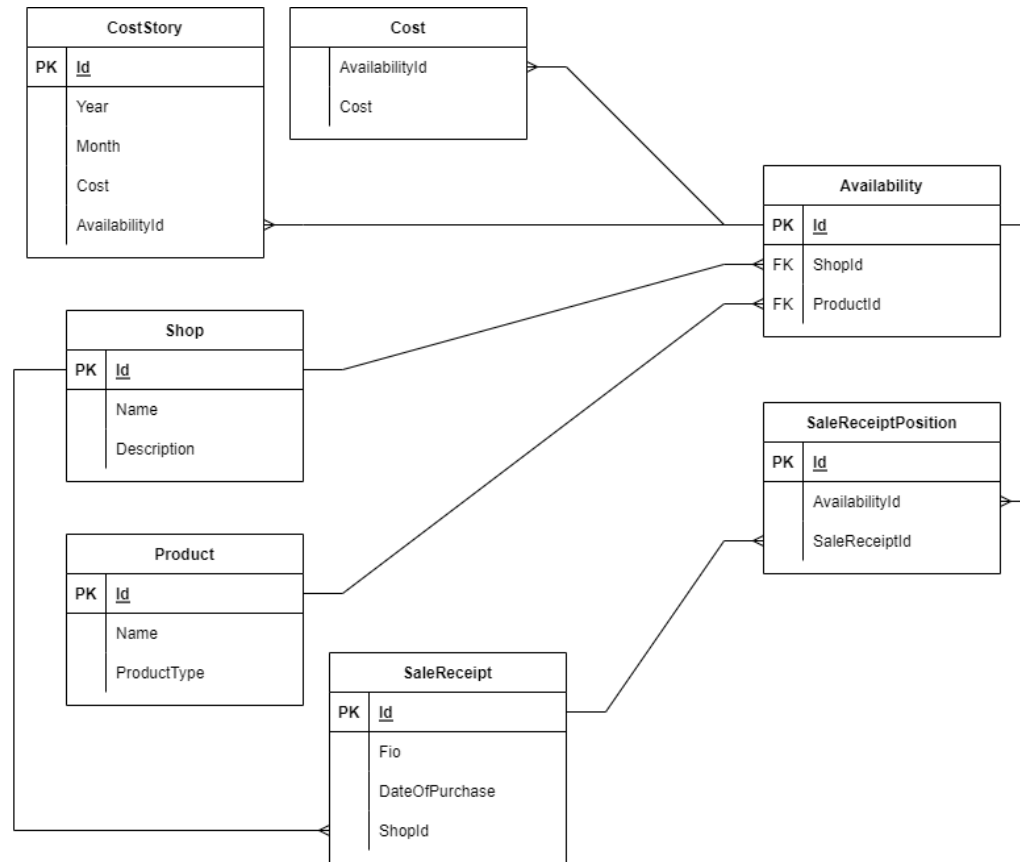 CostStory
PK Id
Year
Month
Cost
AvailabilityId
Cost
AvailabilityId
Cost
Availability
PK Id
FK ShopId
FK ProductId
Shop
PK Id
Name
Description
SaleReceiptPosition
PK Id
AvailabilityId
SaleReceiptId
Product
PK Id
Name
ProductType
SaleReceipt
PK Id
Fio
DateOfPurchase
ShopId